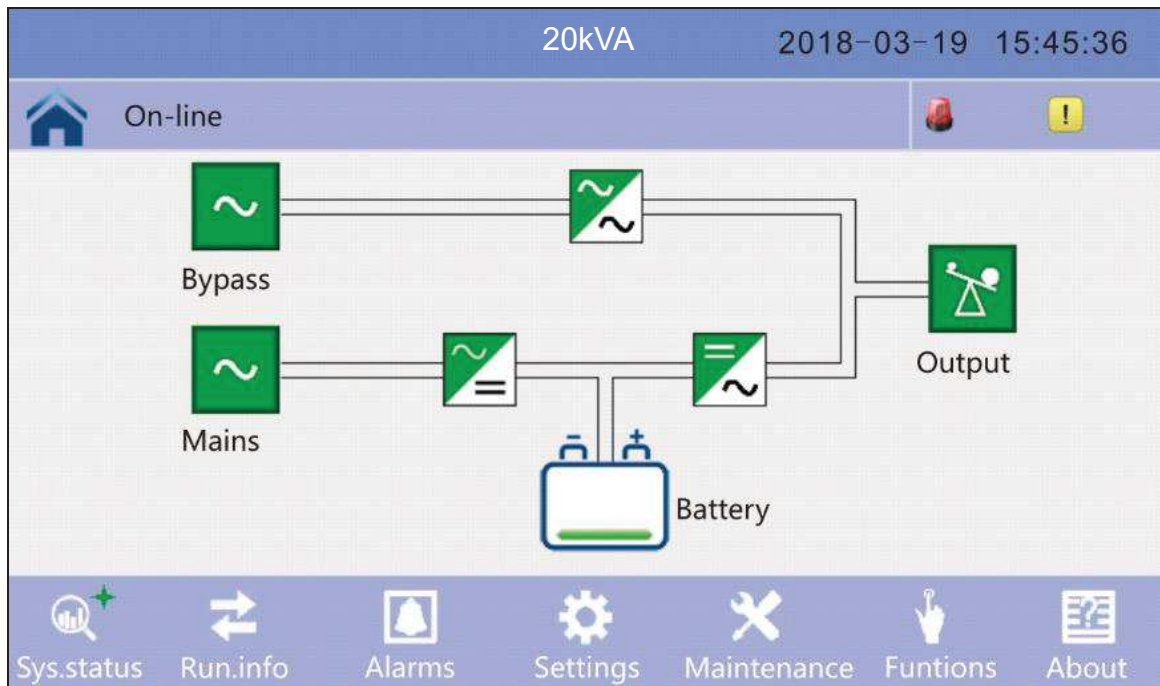 20kVA 2018-03-19 15:45:36
On-line !
Bypass
Output
Mains
- +
Battery
Sys.status Run.info Alarms Settings Maintenance Funtions About